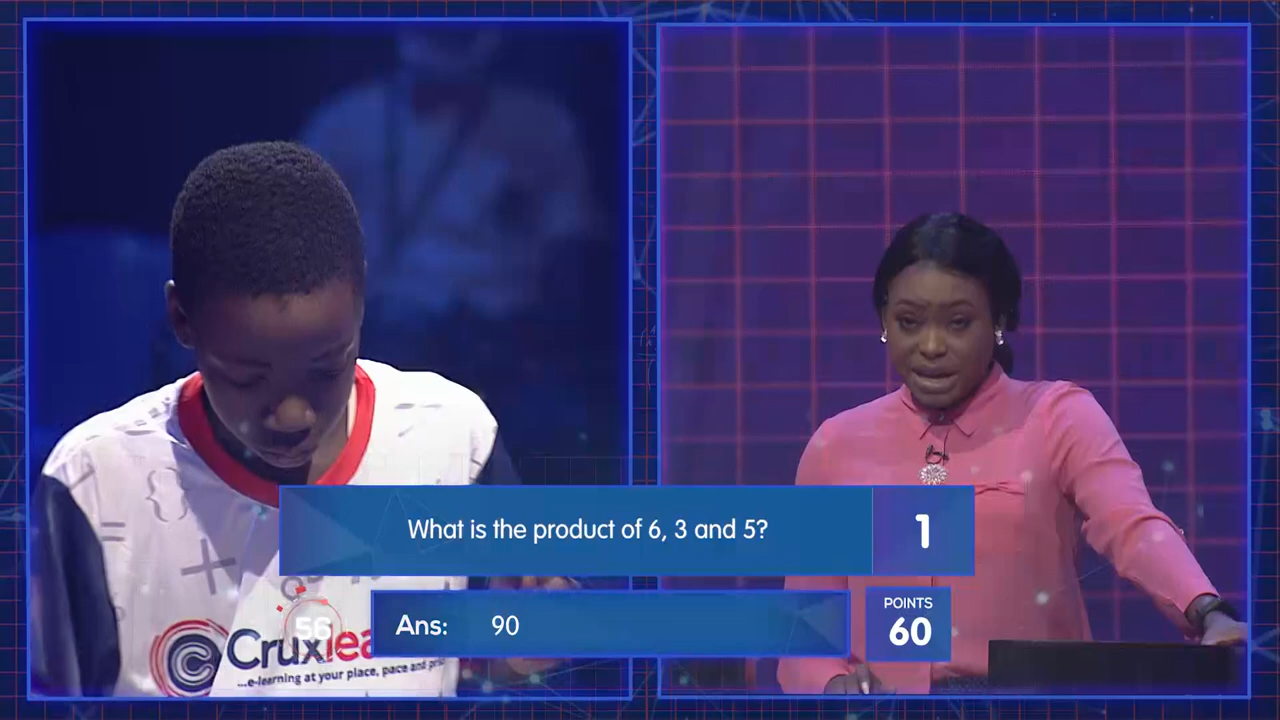 What is the product of 6, 3 and 5?
1
Ans: 90
POINTS
60
56
Cruxlea
...e-learning at your place, pace and